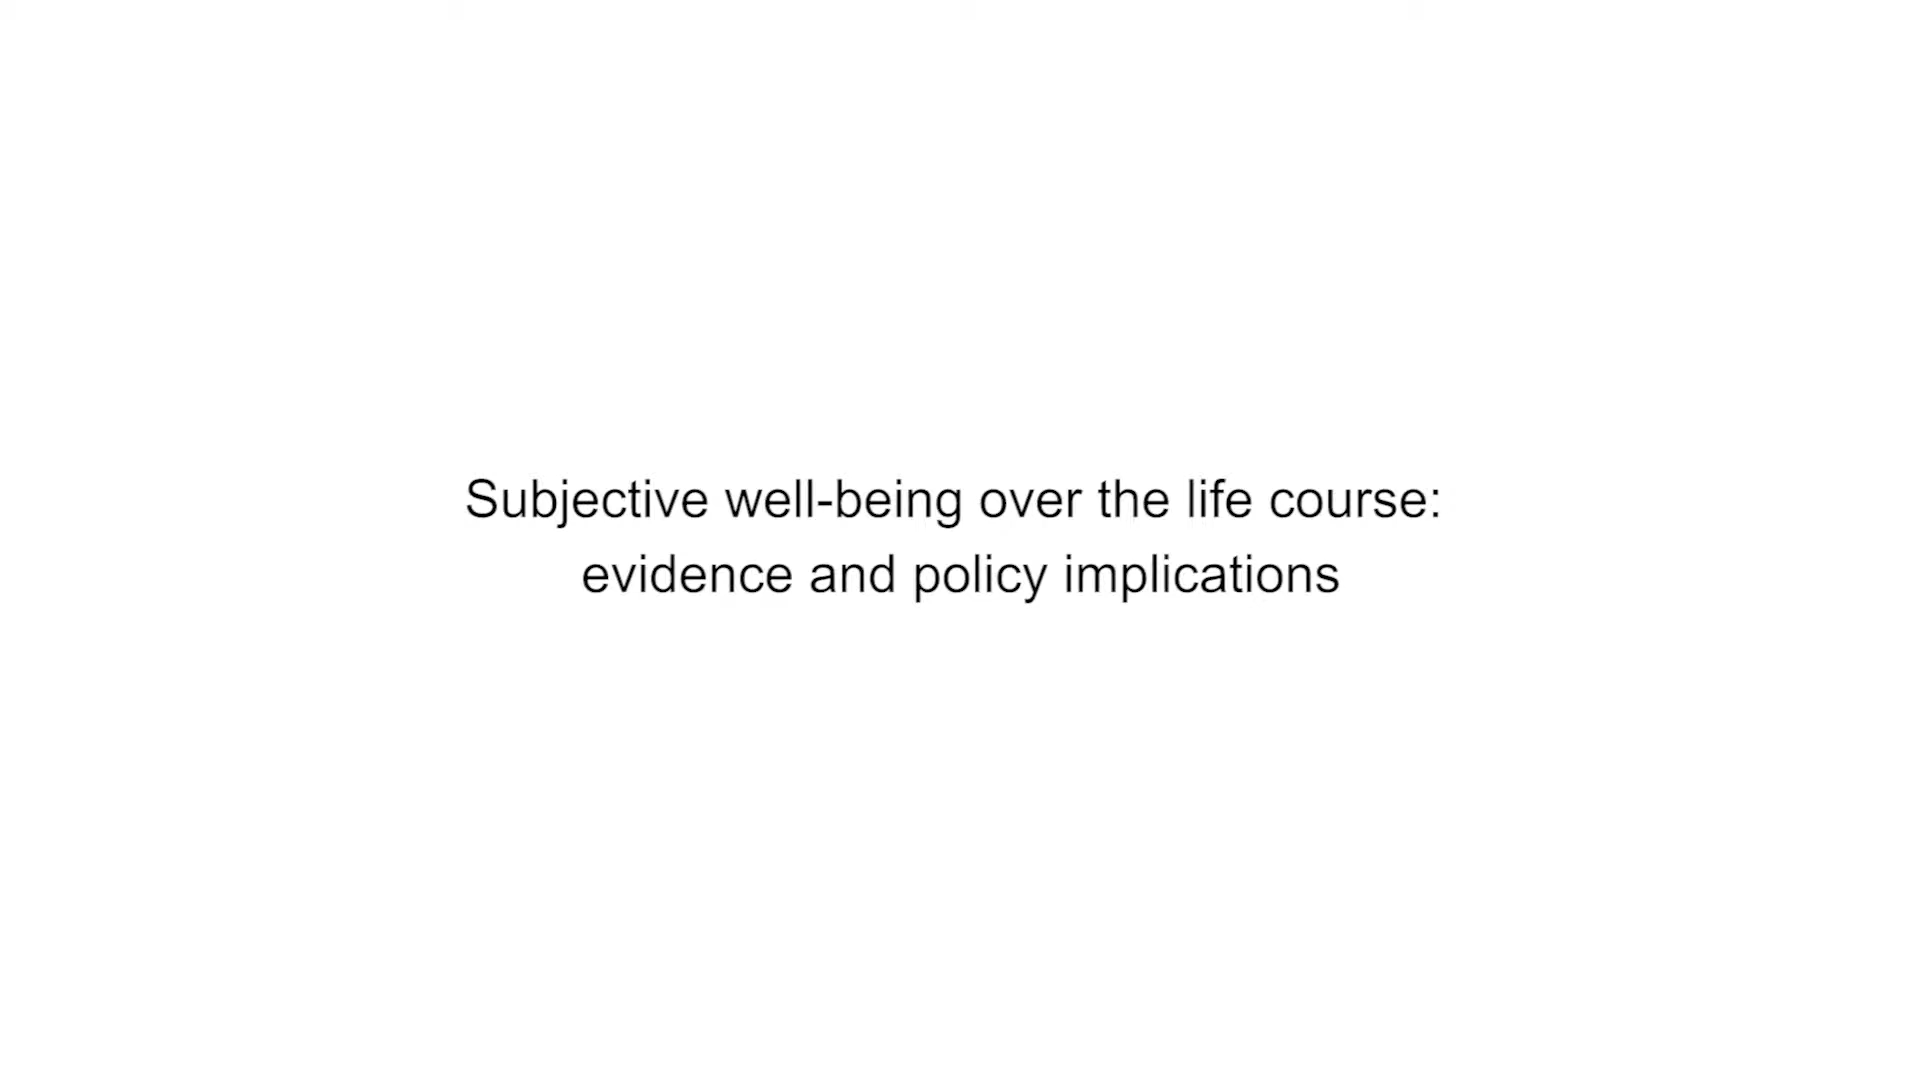 Subjective well-being over the life course:
evidence and policy implications